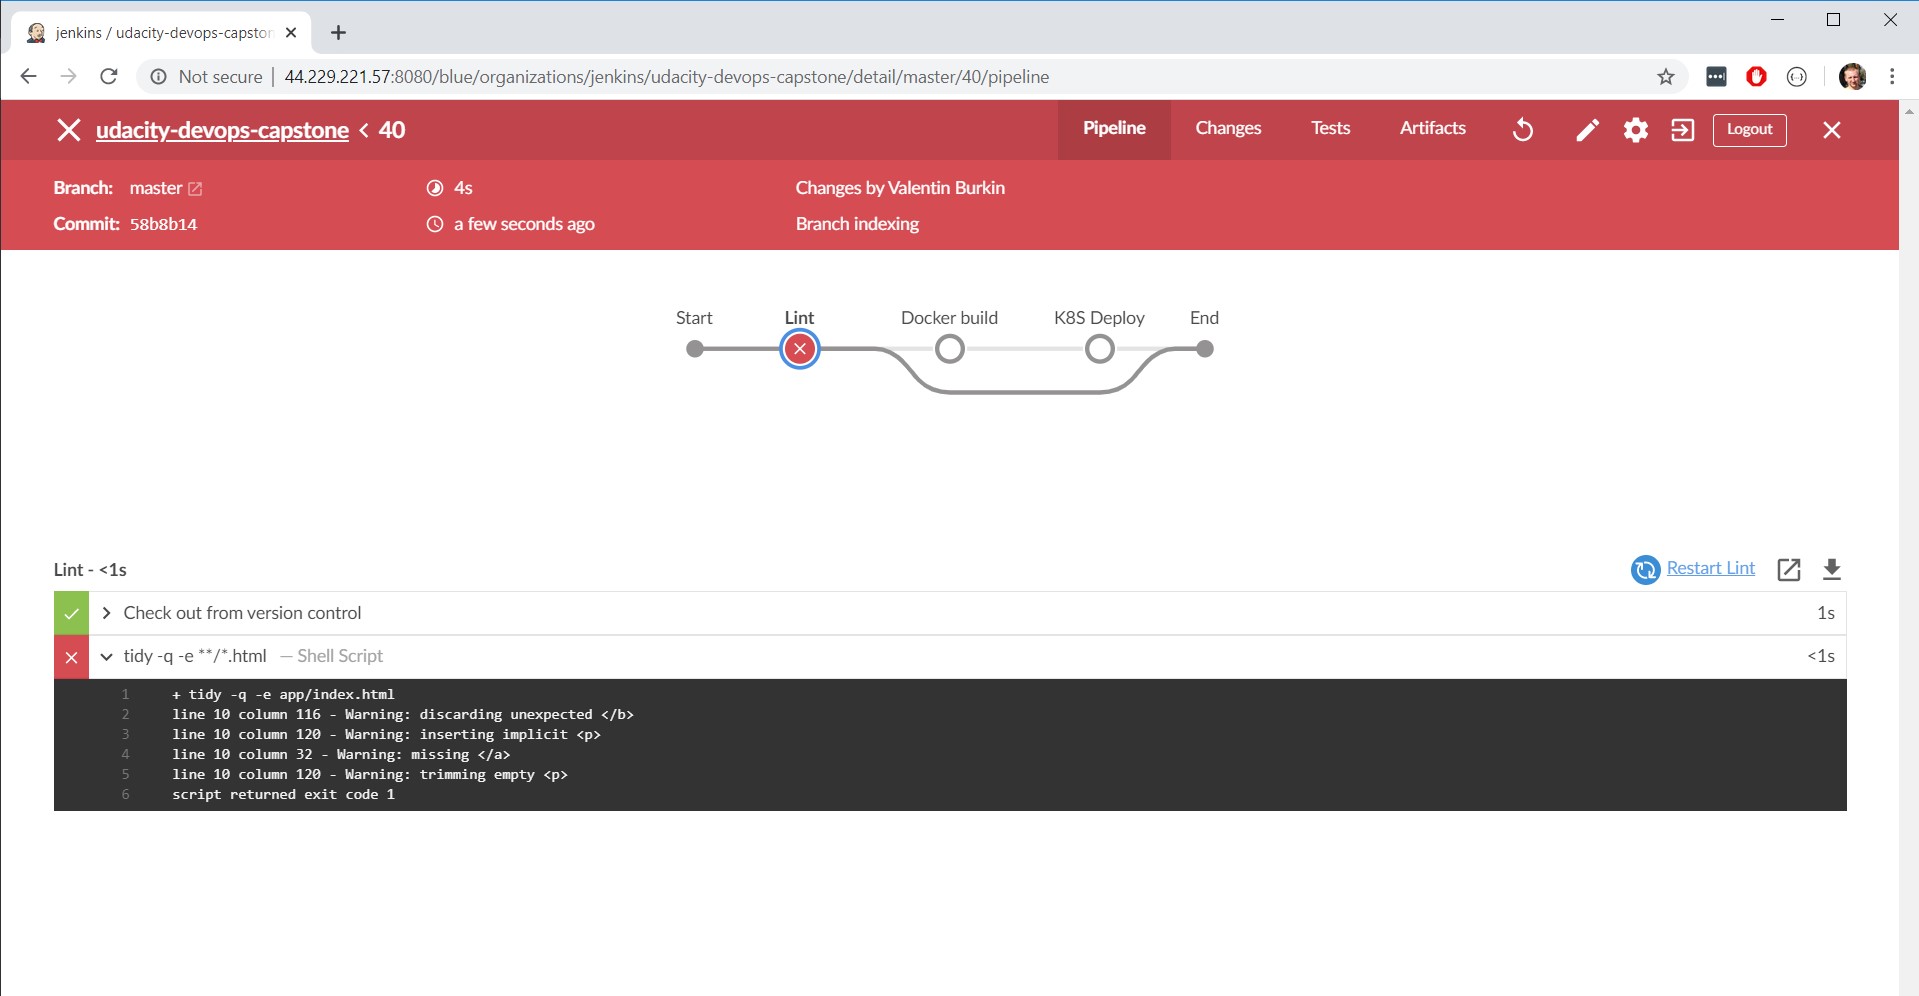 jenkins / udacity-devops-capston
Not secure | 44.229.221.57:8080/blue/organizations/jenkins/udacity-devops-capstone/detail/master/40/pipeline
udacity-devops-capstone < 40 Pipeline Changes Tests Artifacts Logout
Branch: master 4s Changes by Valentin Burkin
Commit: 58b8b14 a few seconds ago Branch indexing
Start Lint Docker build K8S Deploy End
Lint - <1s Restart Lint
Check out from version control 1s
tidy -q -e **/*.html — Shell Script <1s
1 + tidy -q -e app/index.html
2 line 10 column 116 - Warning: discarding unexpected </b>
3 line 10 column 120 - Warning: inserting implicit <p>
4 line 10 column 32 - Warning: missing </a>
5 line 10 column 120 - Warning: trimming empty <p>
6 script returned exit code 1